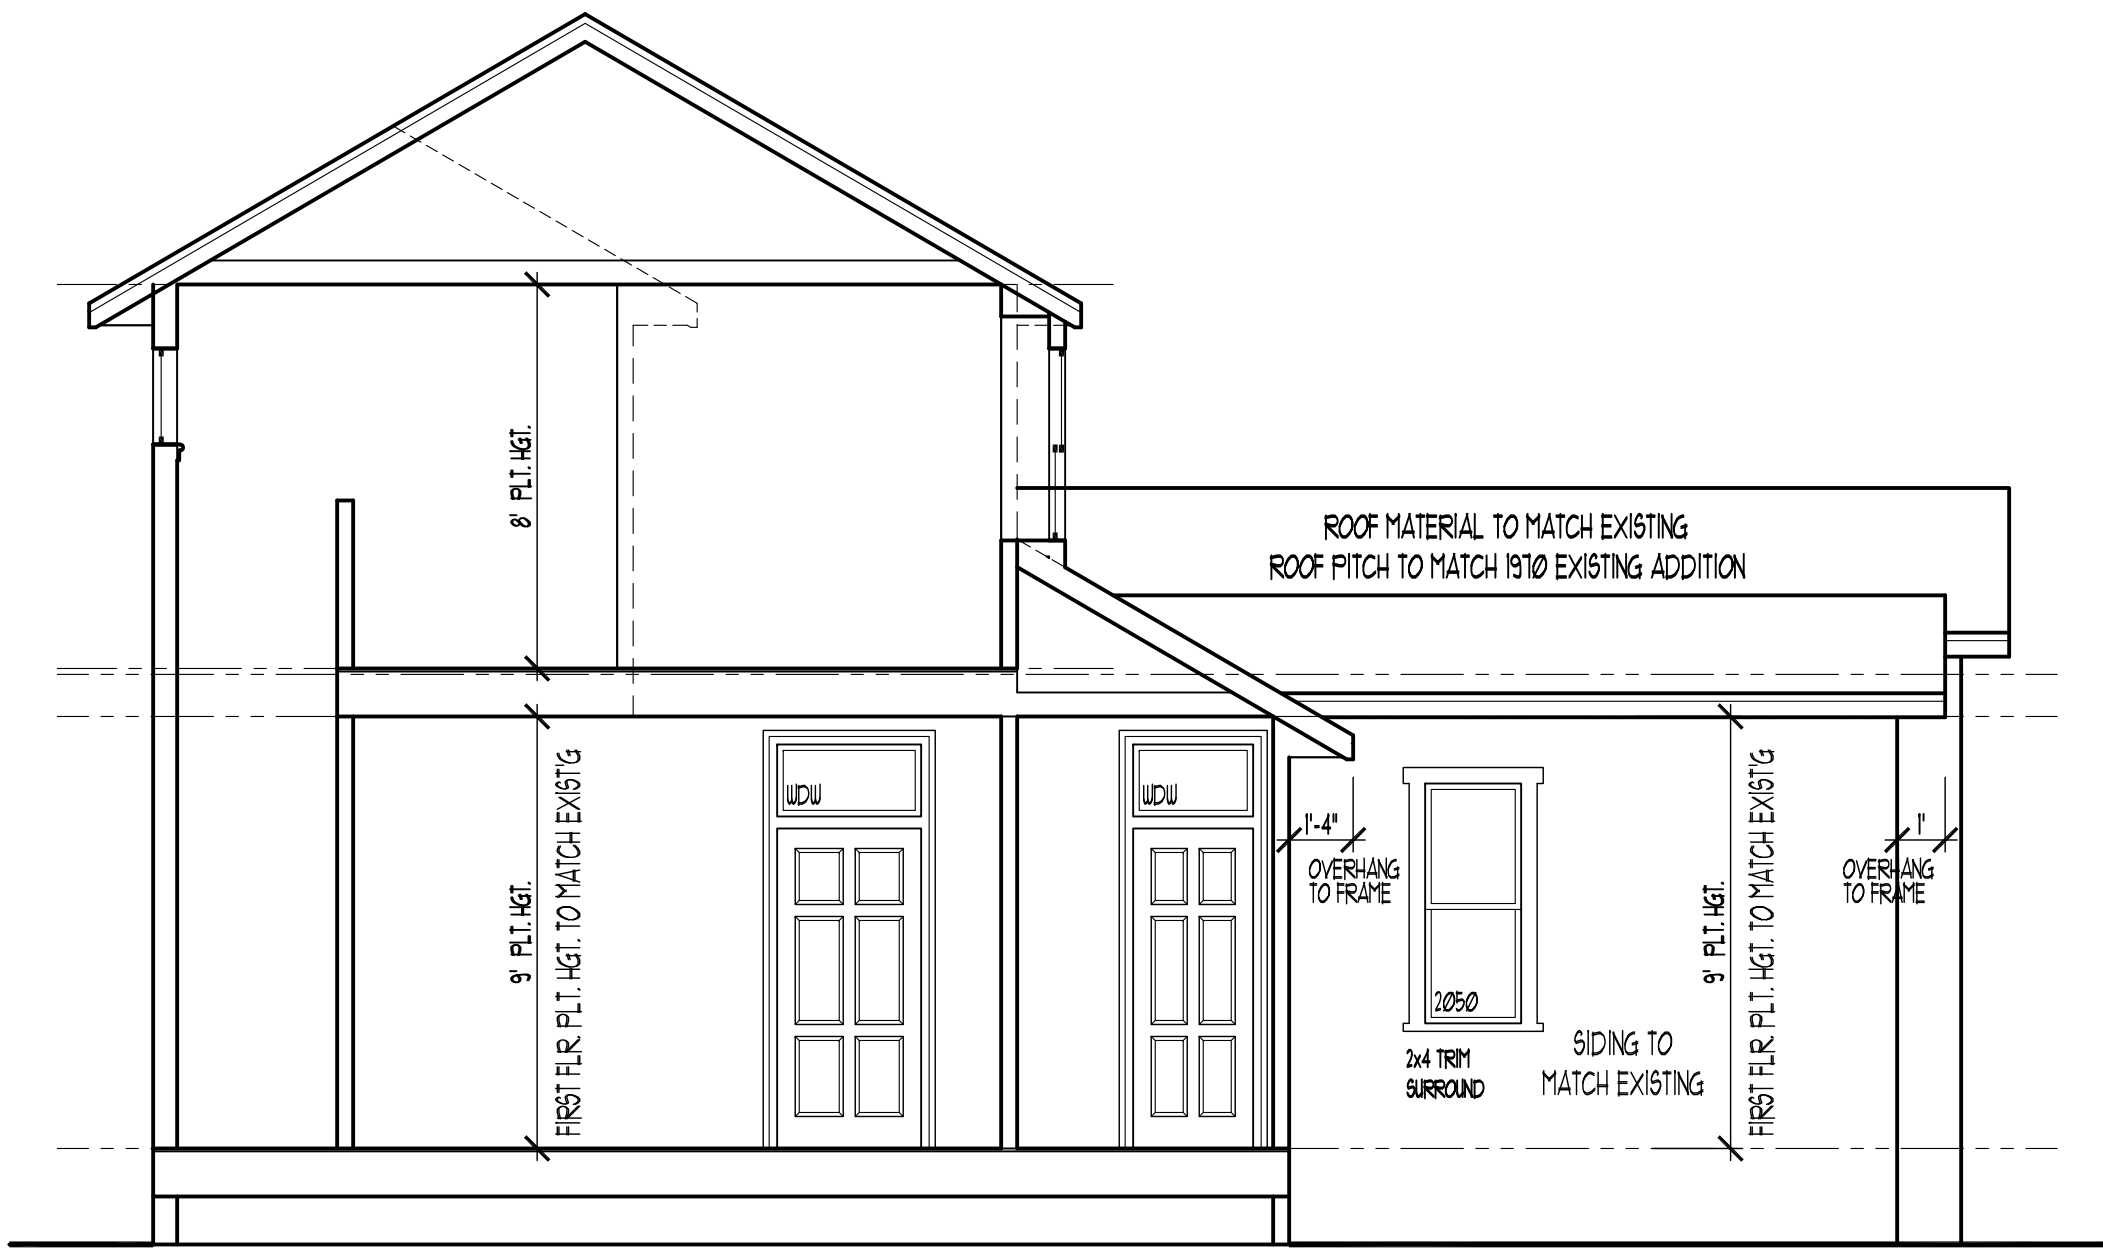 ROOF MATERIAL TO MATCH EXISTING
ROOF PITCH TO MATCH 1970 EXISTING ADDITION
8' PLT. HGT.
9' PLT. HGT.
FIRST FLR. PLT. HGT. TO MATCH EXIST'G
WDW
WDW
1'-4"
OVERHANG
TO FRAME
2050
2x4 TRIM
SURROUND
SIDING TO
MATCH EXISTING
9' PLT. HGT.
FIRST FLR. PLT. HGT. TO MATCH EXIST'G
1'
OVERHANG
TO FRAME